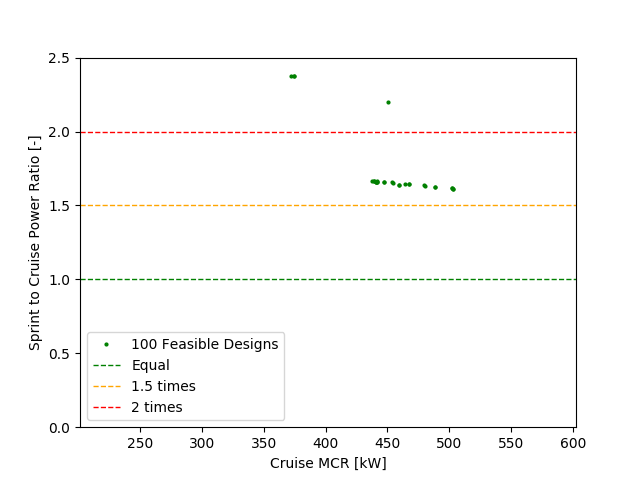 2.5
2.0
1.5
1.0
0.5
0.0
Sprint to Cruise Power Ratio [-]
100 Feasible Designs
Equal
1.5 times
2 times
250 300 350 400 450 500 550 600
Cruise MCR [kW]